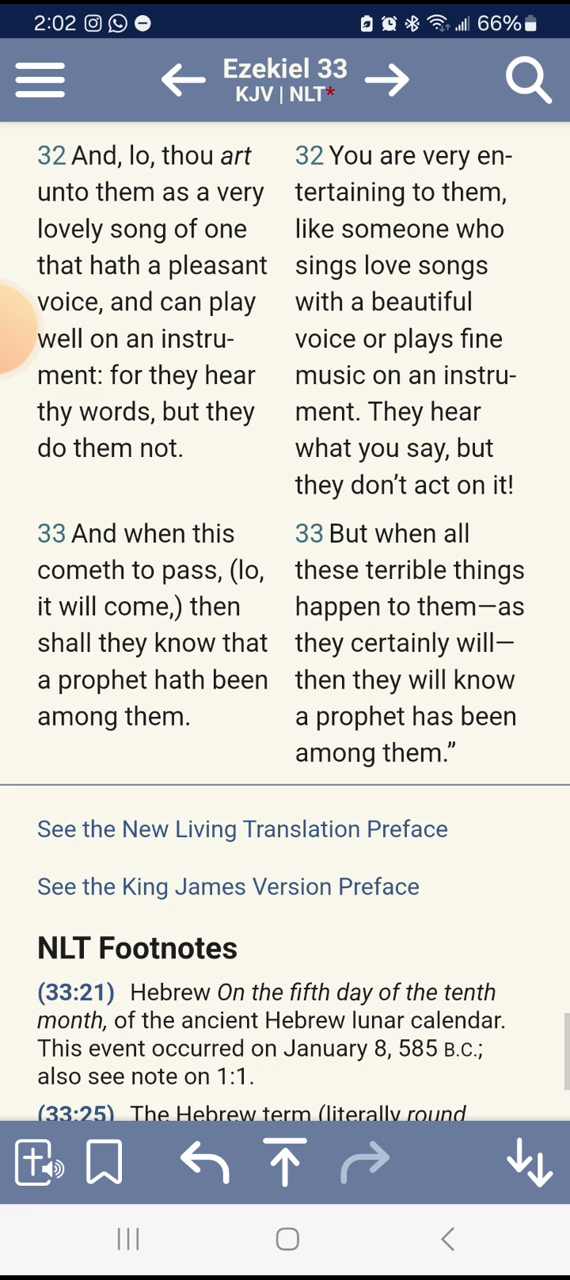 2:02 66%
Ezekiel 33
KJV | NLT*
32 And, lo, thou art
unto them as a very
lovely song of one
that hath a pleasant
voice, and can play
well on an instru-
ment: for they hear
thy words, but they
do them not.
32 You are very en-
tertaining to them,
like someone who
sings love songs
with a beautiful
voice or plays fine
music on an instru-
ment. They hear
what you say, but
they don’t act on it!
33 And when this
cometh to pass, (lo,
it will come,) then
shall they know that
a prophet hath been
among them.
33 But when all
these terrible things
happen to them—as
they certainly will—
then they will know
a prophet has been
among them.”
See the New Living Translation Preface
See the King James Version Preface
NLT Footnotes
(33:21) Hebrew On the fifth day of the tenth
month, of the ancient Hebrew lunar calendar.
This event occurred on January 8, 585 B.C.;
also see note on 1:1.
(33:25) The Hebrew term (literally round